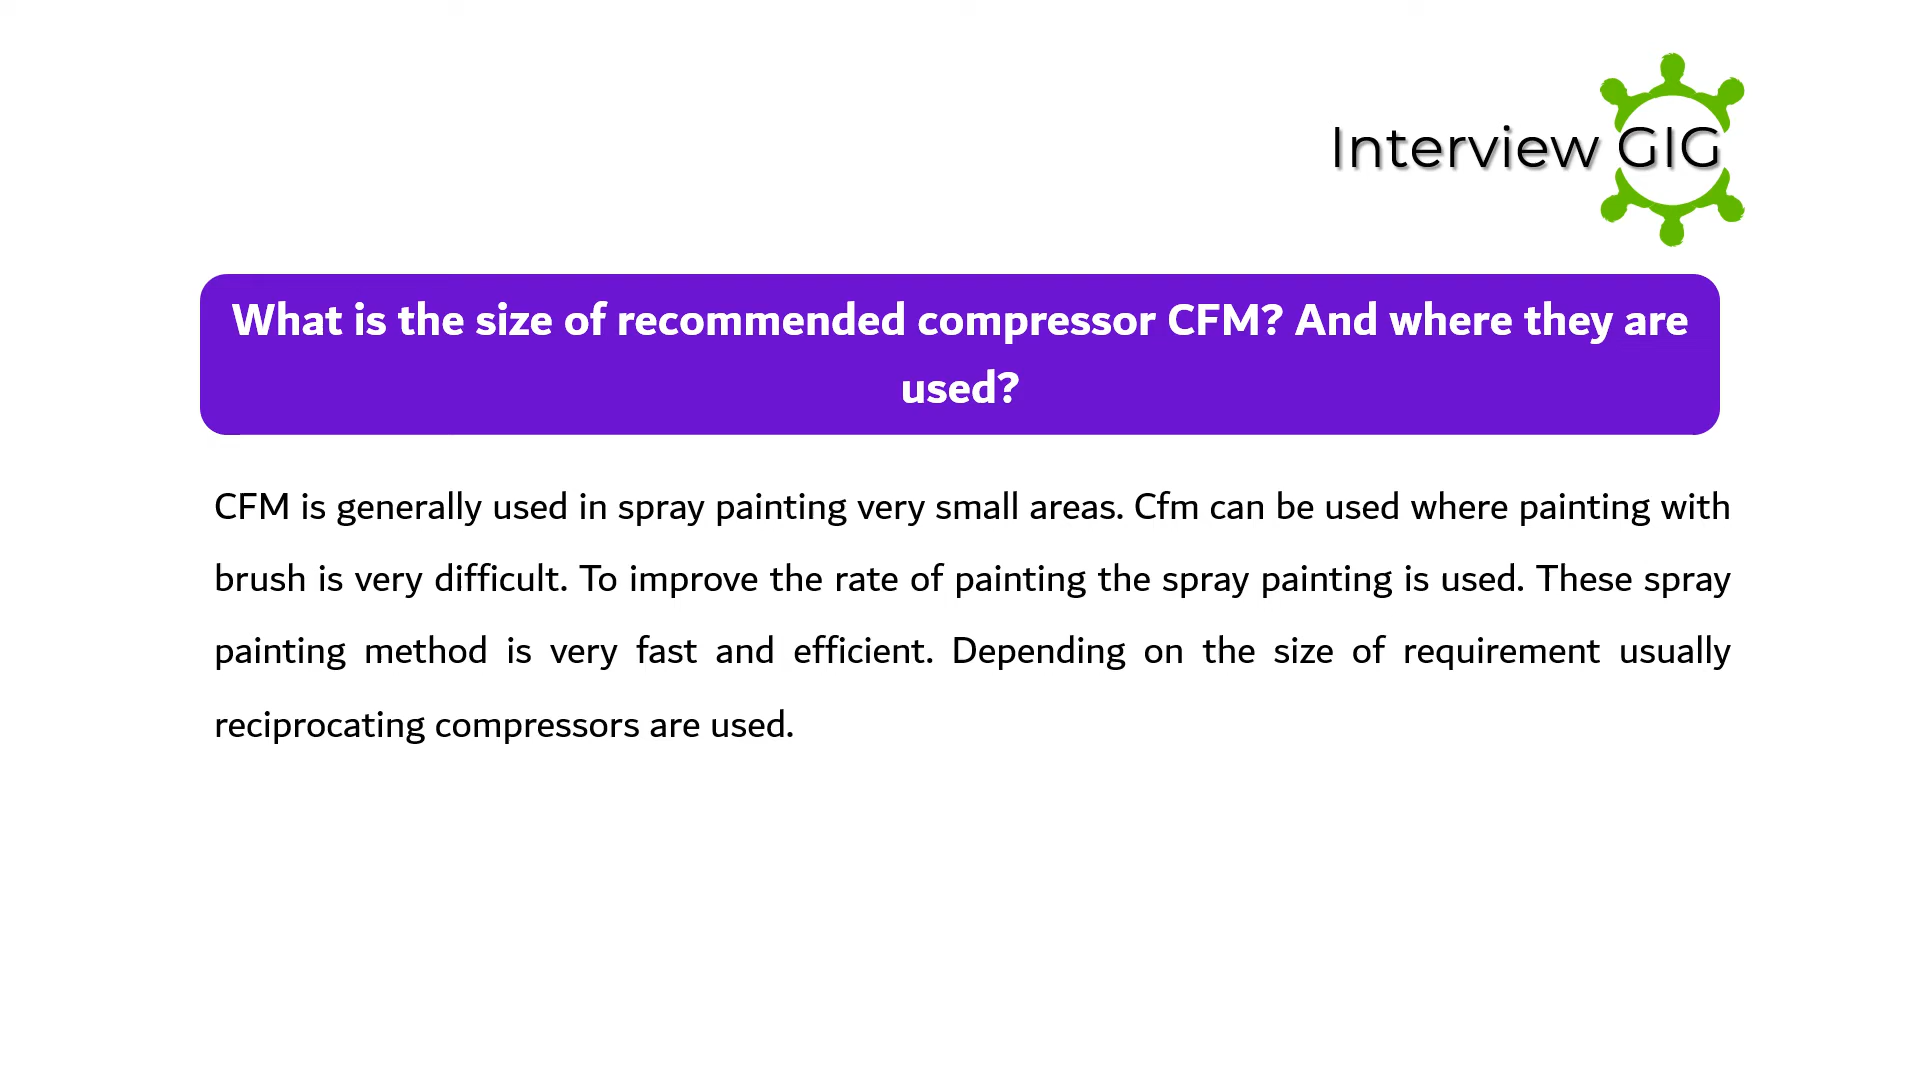 Interview GIG
What is the size of recommended compressor CFM? And where they are
used?
CFM is generally used in spray painting very small areas. Cfm can be used where painting with
brush is very difficult. To improve the rate of painting the spray painting is used. These spray
painting method is very fast and efficient. Depending on the size of requirement usually
reciprocating compressors are used.